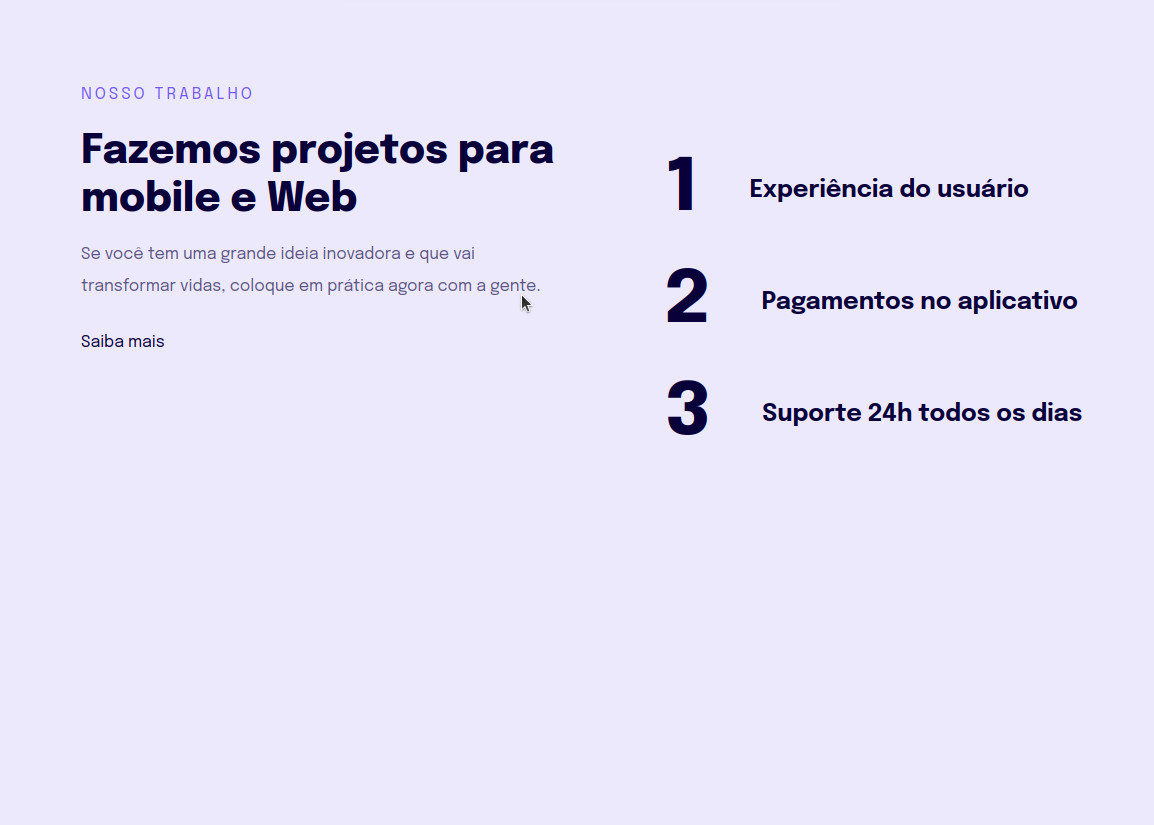 NOSSO TRABALHO
Fazemos projetos para
mobile e Web
Se você tem uma grande ideia inovadora e que vai
transformar vidas, coloque em prática agora com a gente.
Saiba mais
1 Experiência do usuário
2 Pagamentos no aplicativo
3 Suporte 24h todos os dias